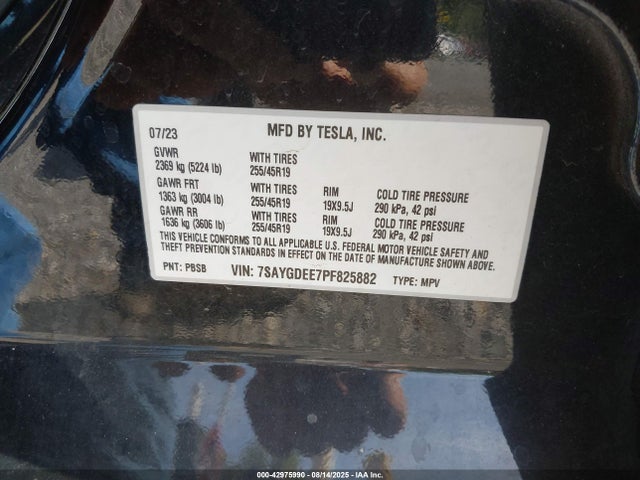 07/23 MFD BY TESLA, INC.
GVWR WITH TIRES
2369 kg (5224 lb) 255/45R19
GAWR FRT WITH TIRES RIM COLD TIRE PRESSURE
1363 kg (3004 lb) 255/45R19 19X9.5J 290 kPa, 42 psi
GAWR RR WITH TIRES RIM COLD TIRE PRESSURE
1636 kg (3606 lb) 255/45R19 19X9.5J 290 kPa, 42 psi
THIS VEHICLE CONFORMS TO ALL APPLICABLE U.S. FEDERAL MOTOR VEHICLE SAFETY AND
THEFT PREVENTION STANDARDS IN EFFECT ON THE DATE OF MANUFACTURE SHOWN ABOVE.
PNT: PBSB VIN: 7SAYGDEE7PF825882 TYPE: MPV
000-42975990 - 08/14/2025 - IAA Inc.